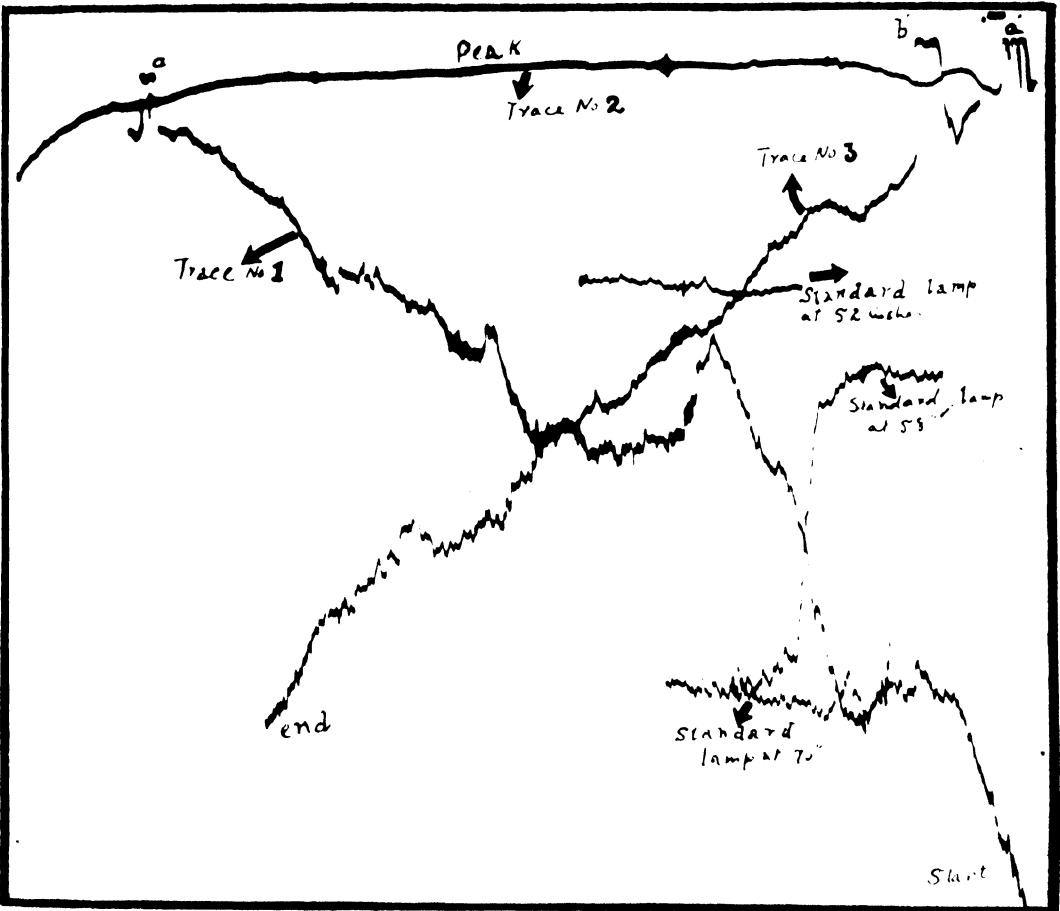 a
Peak
b
a'
Trace No 2
Trace No 3
Trace No 1
Standard lamp
at 52 inches.
Standard lamp
at 58"
end
Standard
lamp at 70"
Start